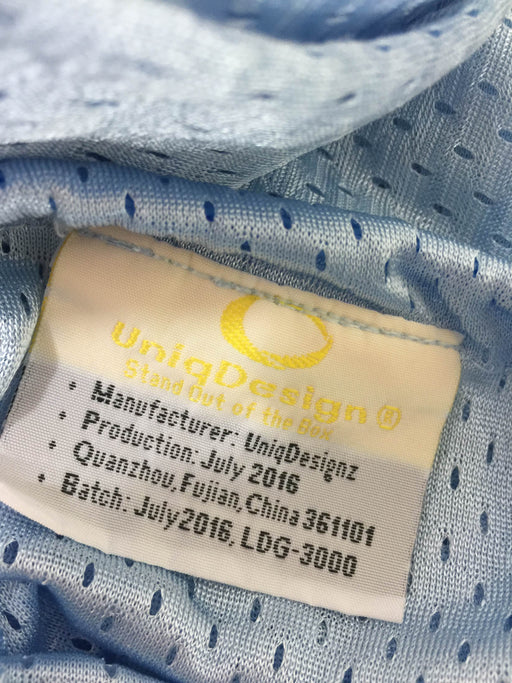 UniqDesign ®
Stand Out of the Box
• Manufacturer: UniqDesignz
• Production: July 2016
• Quanzhou, Fujian, China 361101
• Batch: July2016, LDG-3000